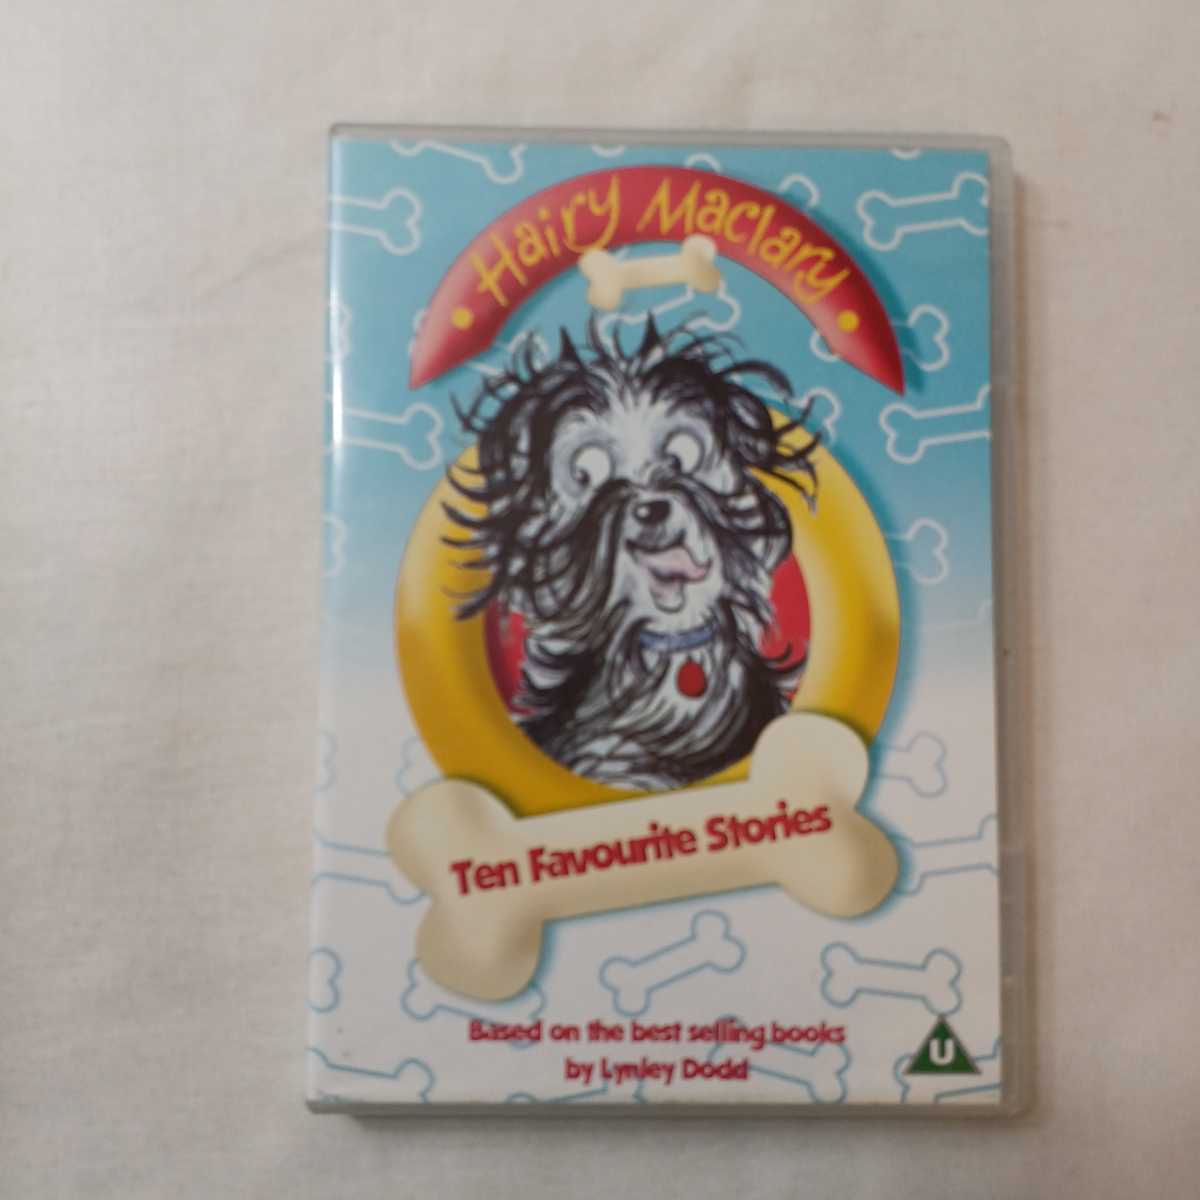 Hairy Maclary
Ten Favourite Stories
Based on the best selling books
by Lynley Dodd
U